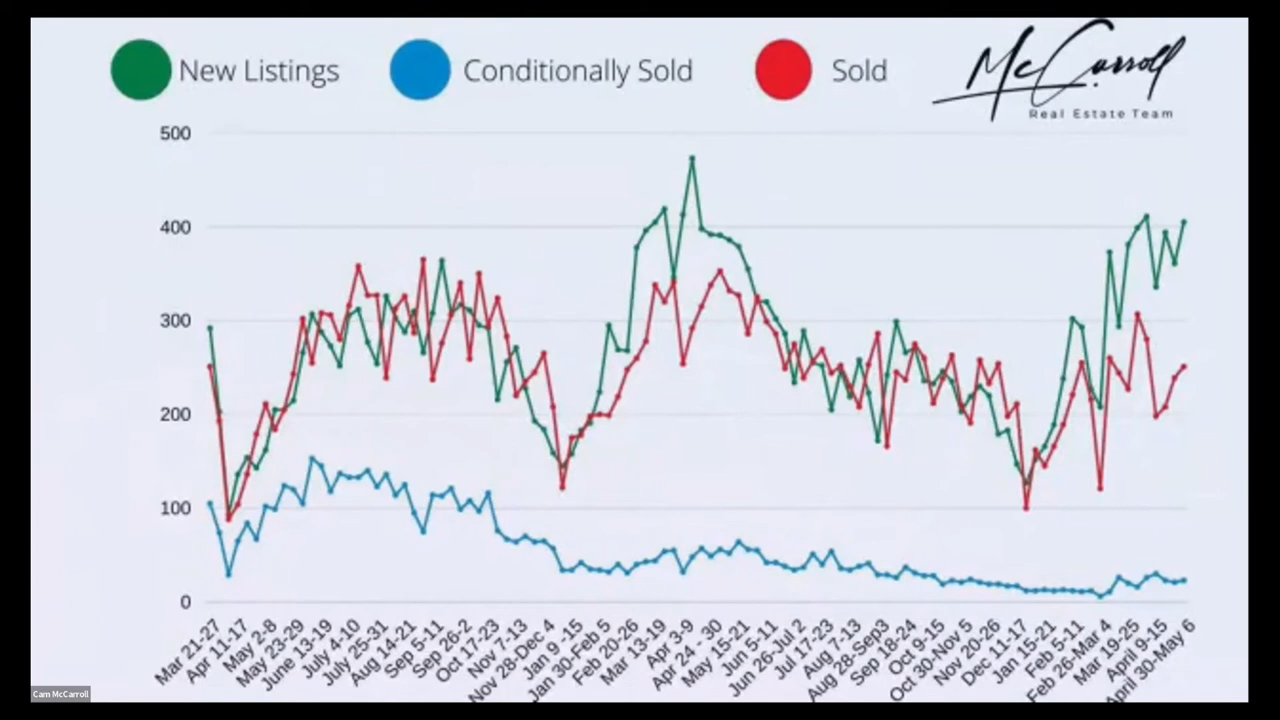 New Listings
Conditionally Sold
Sold
McCarroll
Real Estate Team
500
400
300
200
100
0
Mar 21-27
Apr 11-17
May 2-8
May 23-29
June 13-19
July 4-10
July 25-31
Aug 14-21
Sep 5-11
Sep 26-2
Oct 17-23
Nov 7-13
Nov 28-Dec 4
Jan 9 -15
Jan 30-Feb 5
Feb 20-26
Mar 13-19
Apr 3-9
Apr 24 - 30
May 15-21
Jun 5-11
Jun 26-Jul 2
Jul 17-23
Aug 7-13
Aug 28-Sep3
Sep 18-24
Oct 9-15
Oct 30-Nov 5
Nov 20-26
Dec 11-17
Jan 15-21
Feb 5-11
Feb 26-Mar 4
Mar 19-25
April 9-15
April 30-May 6
Cam McCarroll